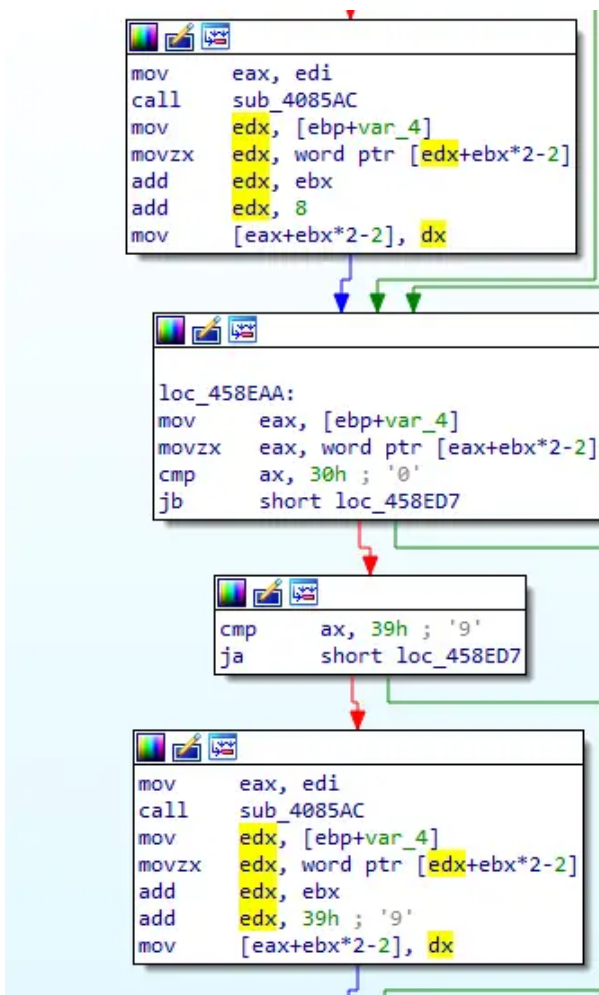 mov eax, edi
call sub_4085AC
mov edx, [ebp+var_4]
movzx edx, word ptr [edx+ebx*2-2]
add edx, ebx
add edx, 8
mov [eax+ebx*2-2], dx
loc_458EAA:
mov eax, [ebp+var_4]
movzx eax, word ptr [eax+ebx*2-2]
cmp ax, 30h ; '0'
jb short loc_458ED7
cmp ax, 39h ; '9'
ja short loc_458ED7
mov eax, edi
call sub_4085AC
mov edx, [ebp+var_4]
movzx edx, word ptr [edx+ebx*2-2]
add edx, ebx
add edx, 39h ; '9'
mov [eax+ebx*2-2], dx